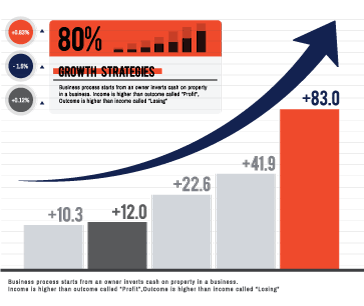 +0.82%
80%
- 1.5%
GROWTH STRATEGIES
Business process starts from an owner inverts cash on property
in a business. Income is higher than outcome called "Profit",
Outcome is higher than income called "Losing"
+0.12%
+83.0
+41.9
+22.6
+10.3
+12.0
Business process starts from an owner inverts cash on property in a business.
Income is higher than outcome called "Profit",Outcome is higher than income called "Losing"